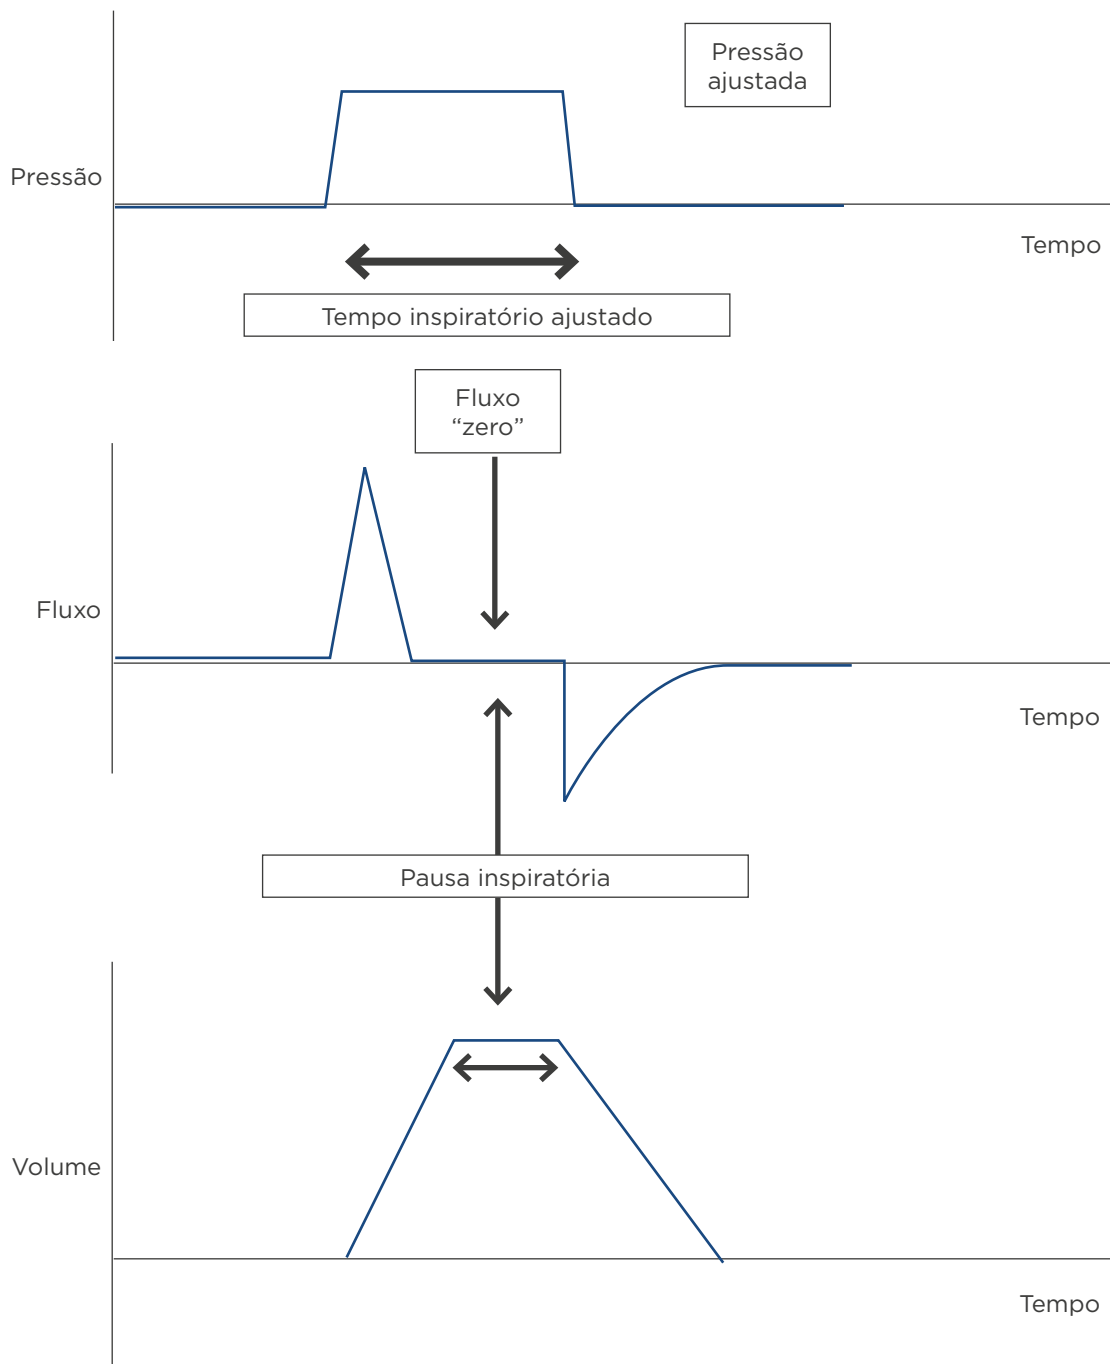 Pressão
ajustada
Pressão
Tempo
Tempo inspiratório ajustado
Fluxo
“zero”
Fluxo
Tempo
Pausa inspiratória
Volume
Tempo